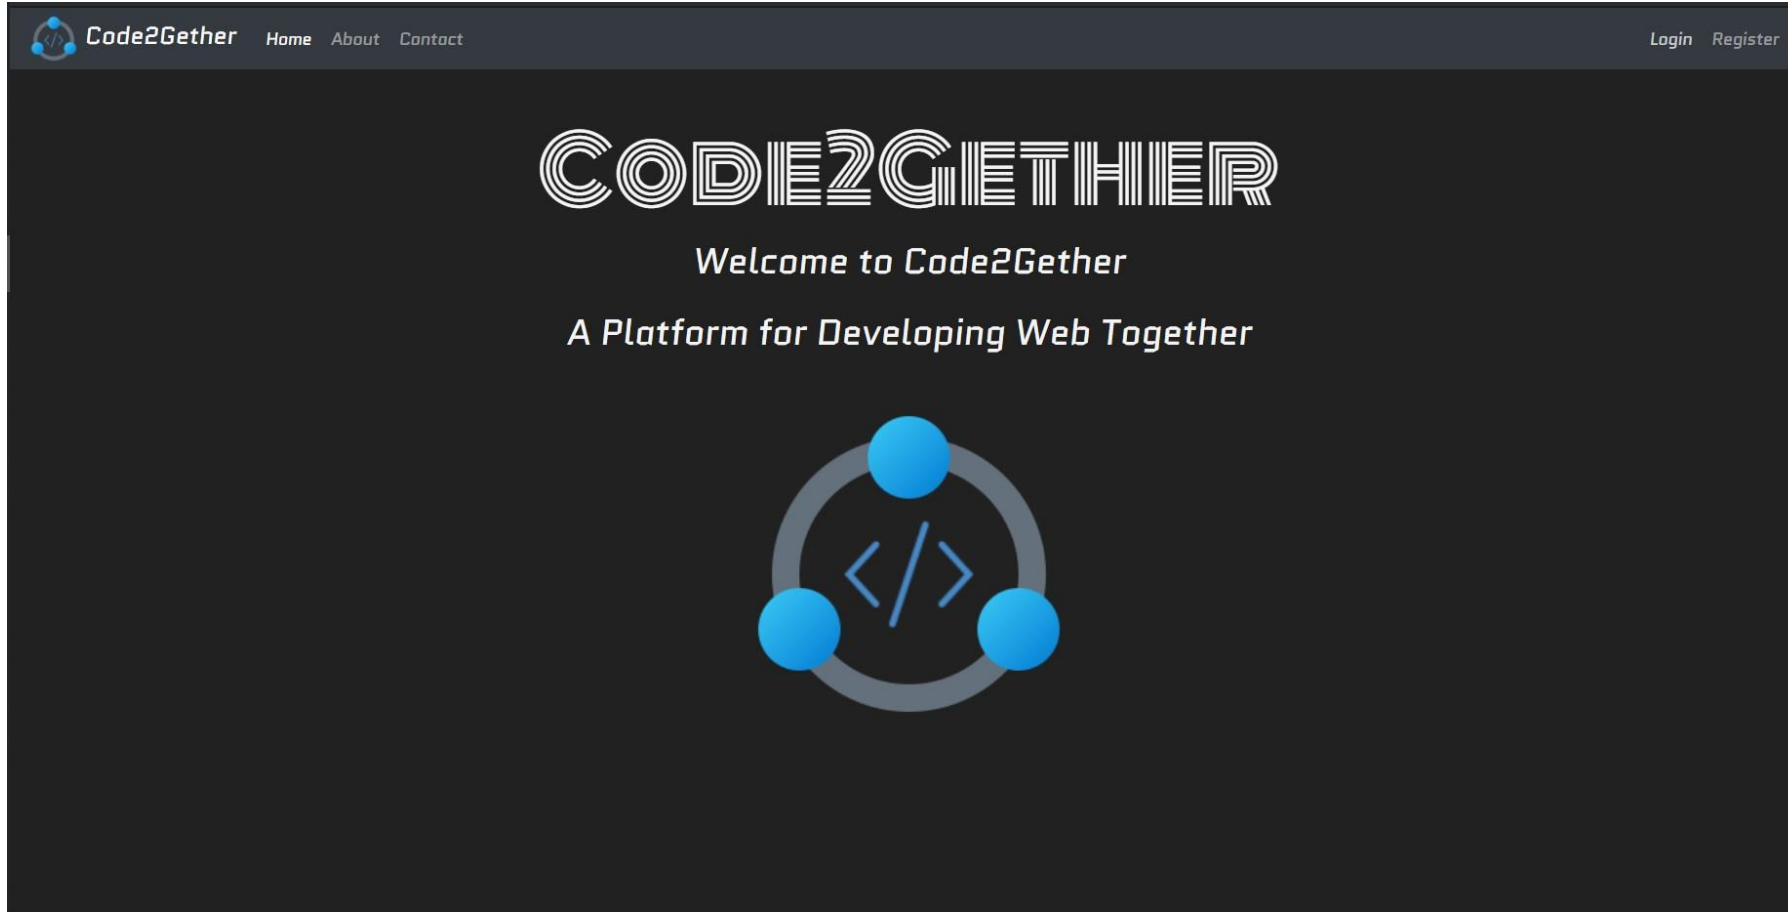 Code2Gether Home About Contact Login Register
Code2Gether
Welcome to Code2Gether
A Platform for Developing Web Together
</>